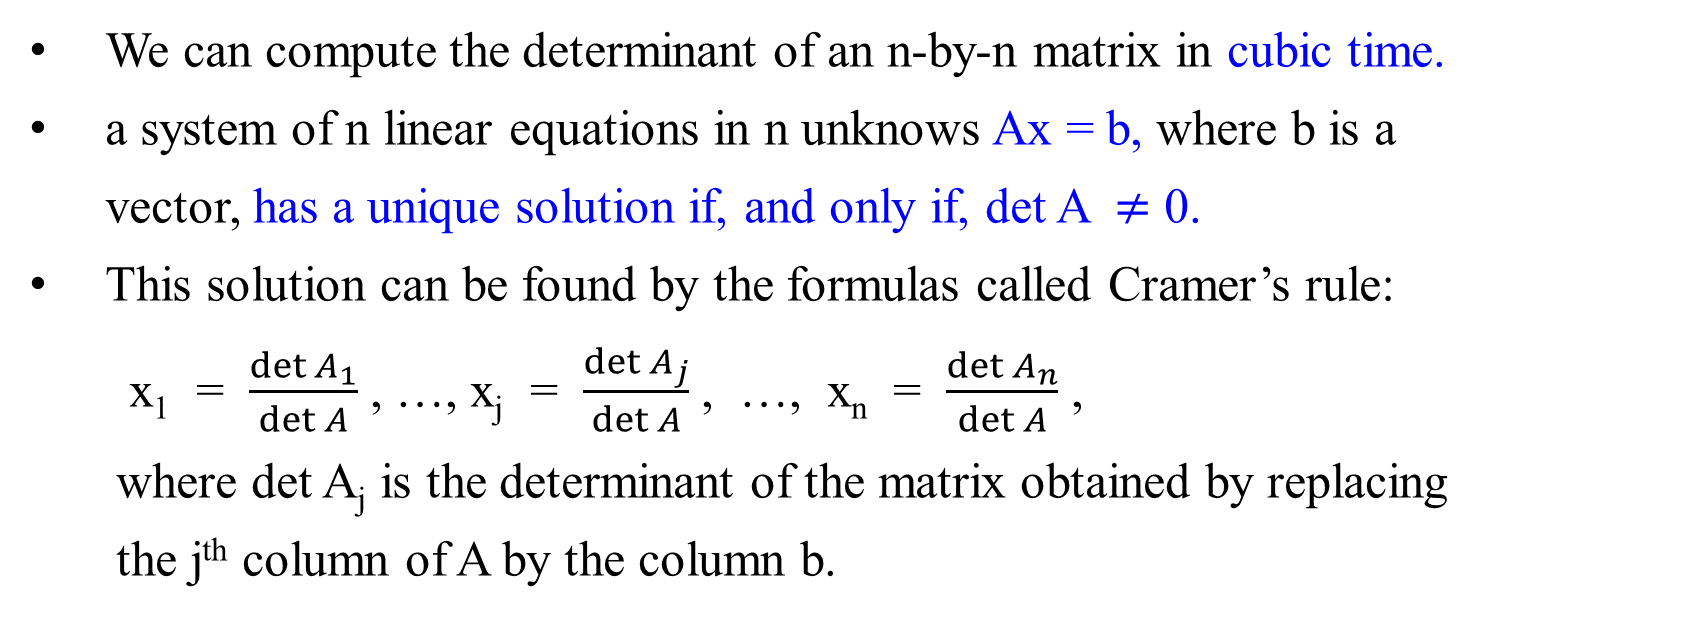 • We can compute the determinant of an n-by-n matrix in cubic time.
• a system of n linear equations in n unknows Ax = b, where b is a
vector, has a unique solution if, and only if, det A ≠ 0.
• This solution can be found by the formulas called Cramer’s rule:
x₁ = det A₁ / det A , …, xⱼ = det Aⱼ / det A , …, xₙ = det Aₙ / det A ,
where det Aⱼ is the determinant of the matrix obtained by replacing
the jᵗʰ column of A by the column b.